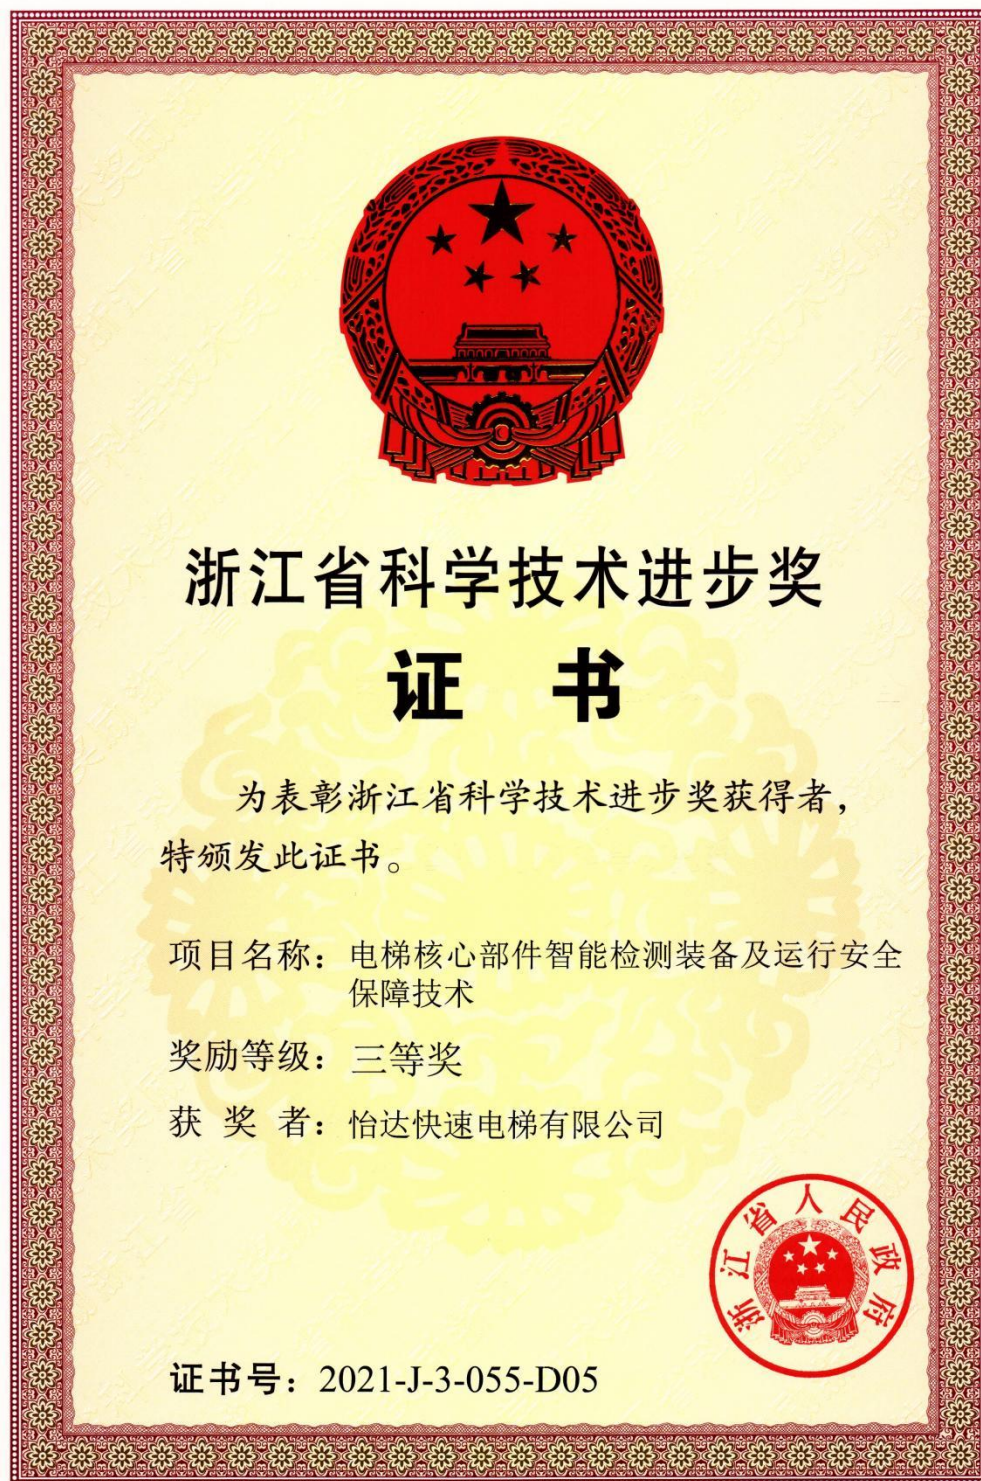 浙江省科学技术进步奖
证 书
为表彰浙江省科学技术进步奖获得者，
特颁发此证书。
项目名称：电梯核心部件智能检测装备及运行安全
保障技术
奖励等级：三等奖
获 奖 者：怡达快速电梯有限公司
浙江省人民政府
证书号：2021-J-3-055-D05